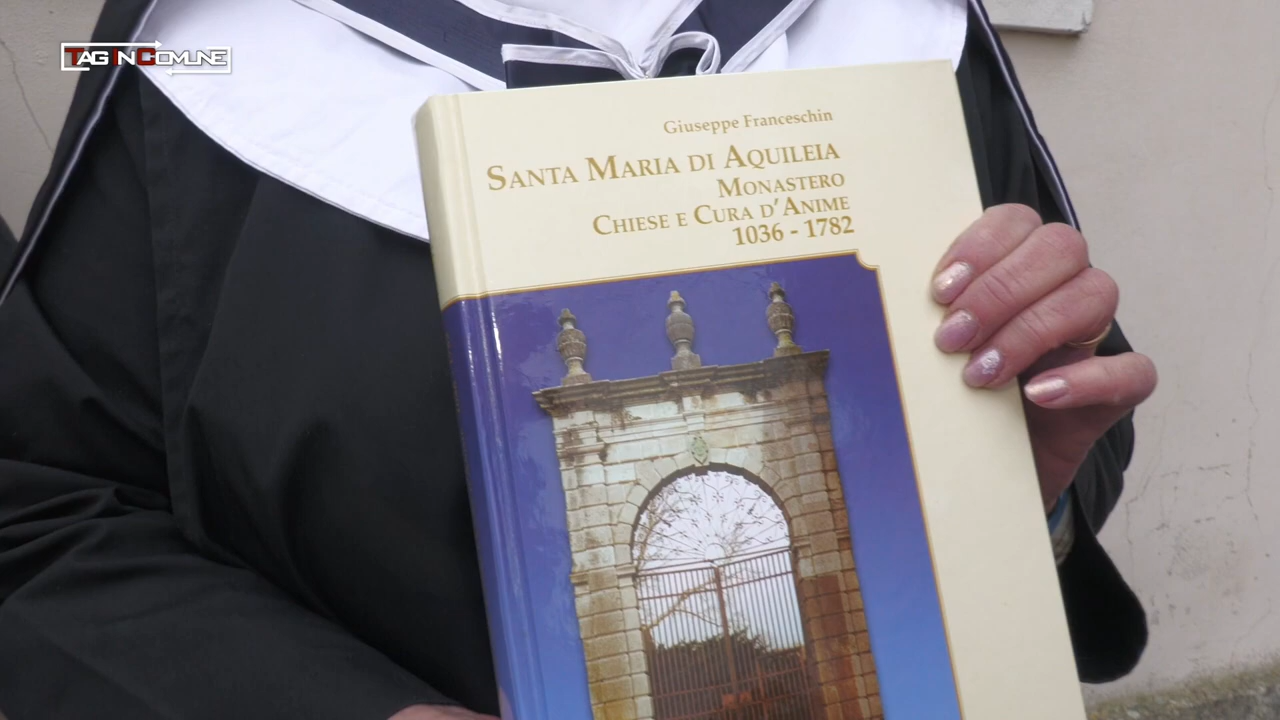 TAG IN COMUNE
Giuseppe Franceschin
SANTA MARIA DI AQUILEIA
MONASTERO
CHIESE E CURA D'ANIME
1036 - 1782